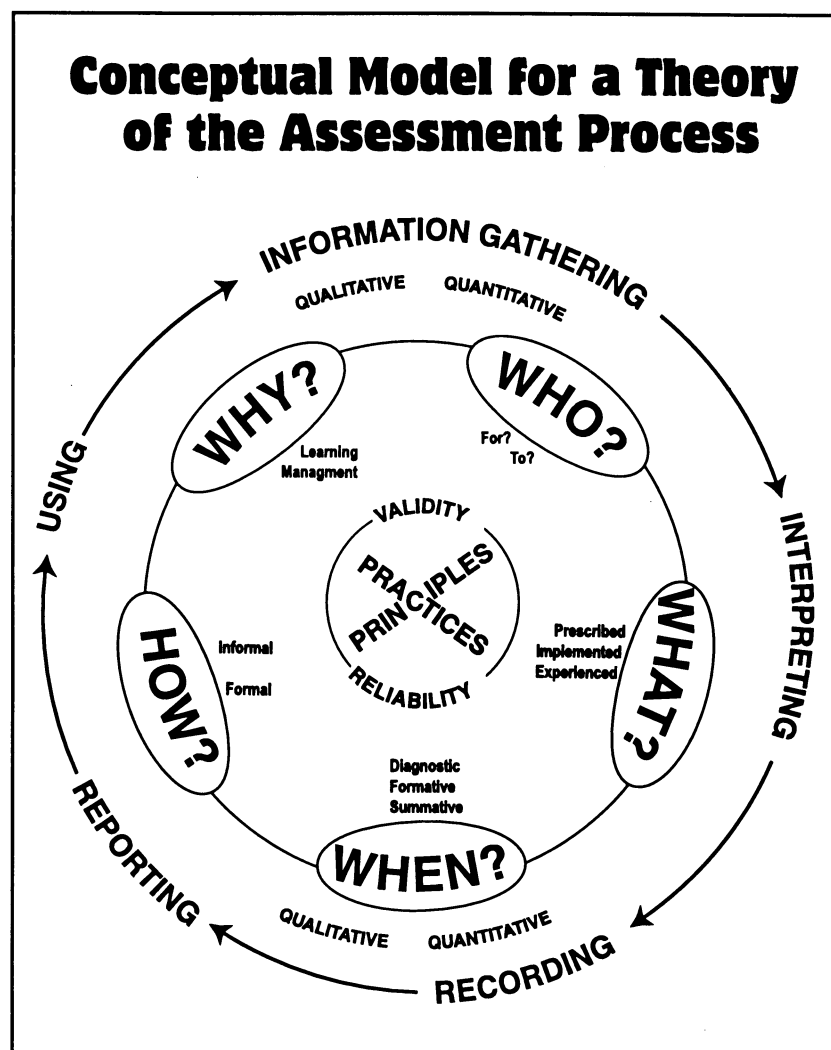 Conceptual Model for a Theory
of the Assessment Process
INFORMATION GATHERING
QUALITATIVE QUANTITATIVE
WHY?
Learning
Managment
WHO?
For?
To?
USING
INTERPRETING
VALIDITY
PRACTICES
PRINCIPLES
RELIABILITY
HOW?
Informal
Formal
WHAT?
Prescribed
Implemented
Experienced
Diagnostic
Formative
Summative
WHEN?
QUALITATIVE QUANTITATIVE
REPORTING
RECORDING